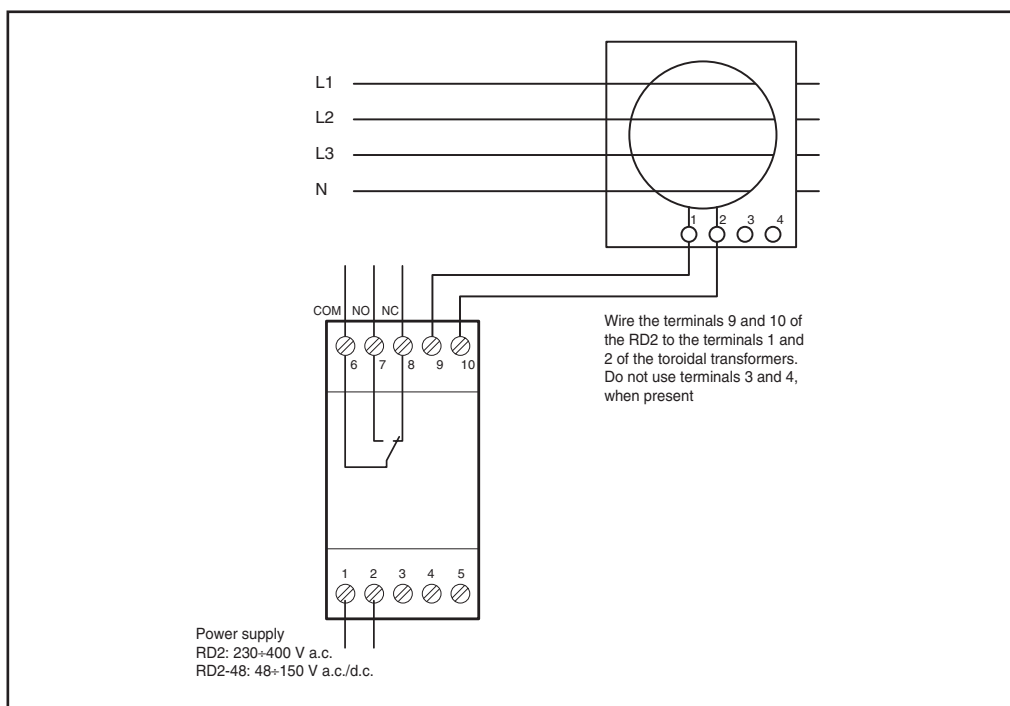 L1
L2
L3
N
1 2 3 4
COM NO NC
6 7 8 9 10
Wire the terminals 9 and 10 of
the RD2 to the terminals 1 and
2 of the toroidal transformers.
Do not use terminals 3 and 4,
when present
1 2 3 4 5
Power supply
RD2: 230÷400 V a.c.
RD2-48: 48÷150 V a.c./d.c.